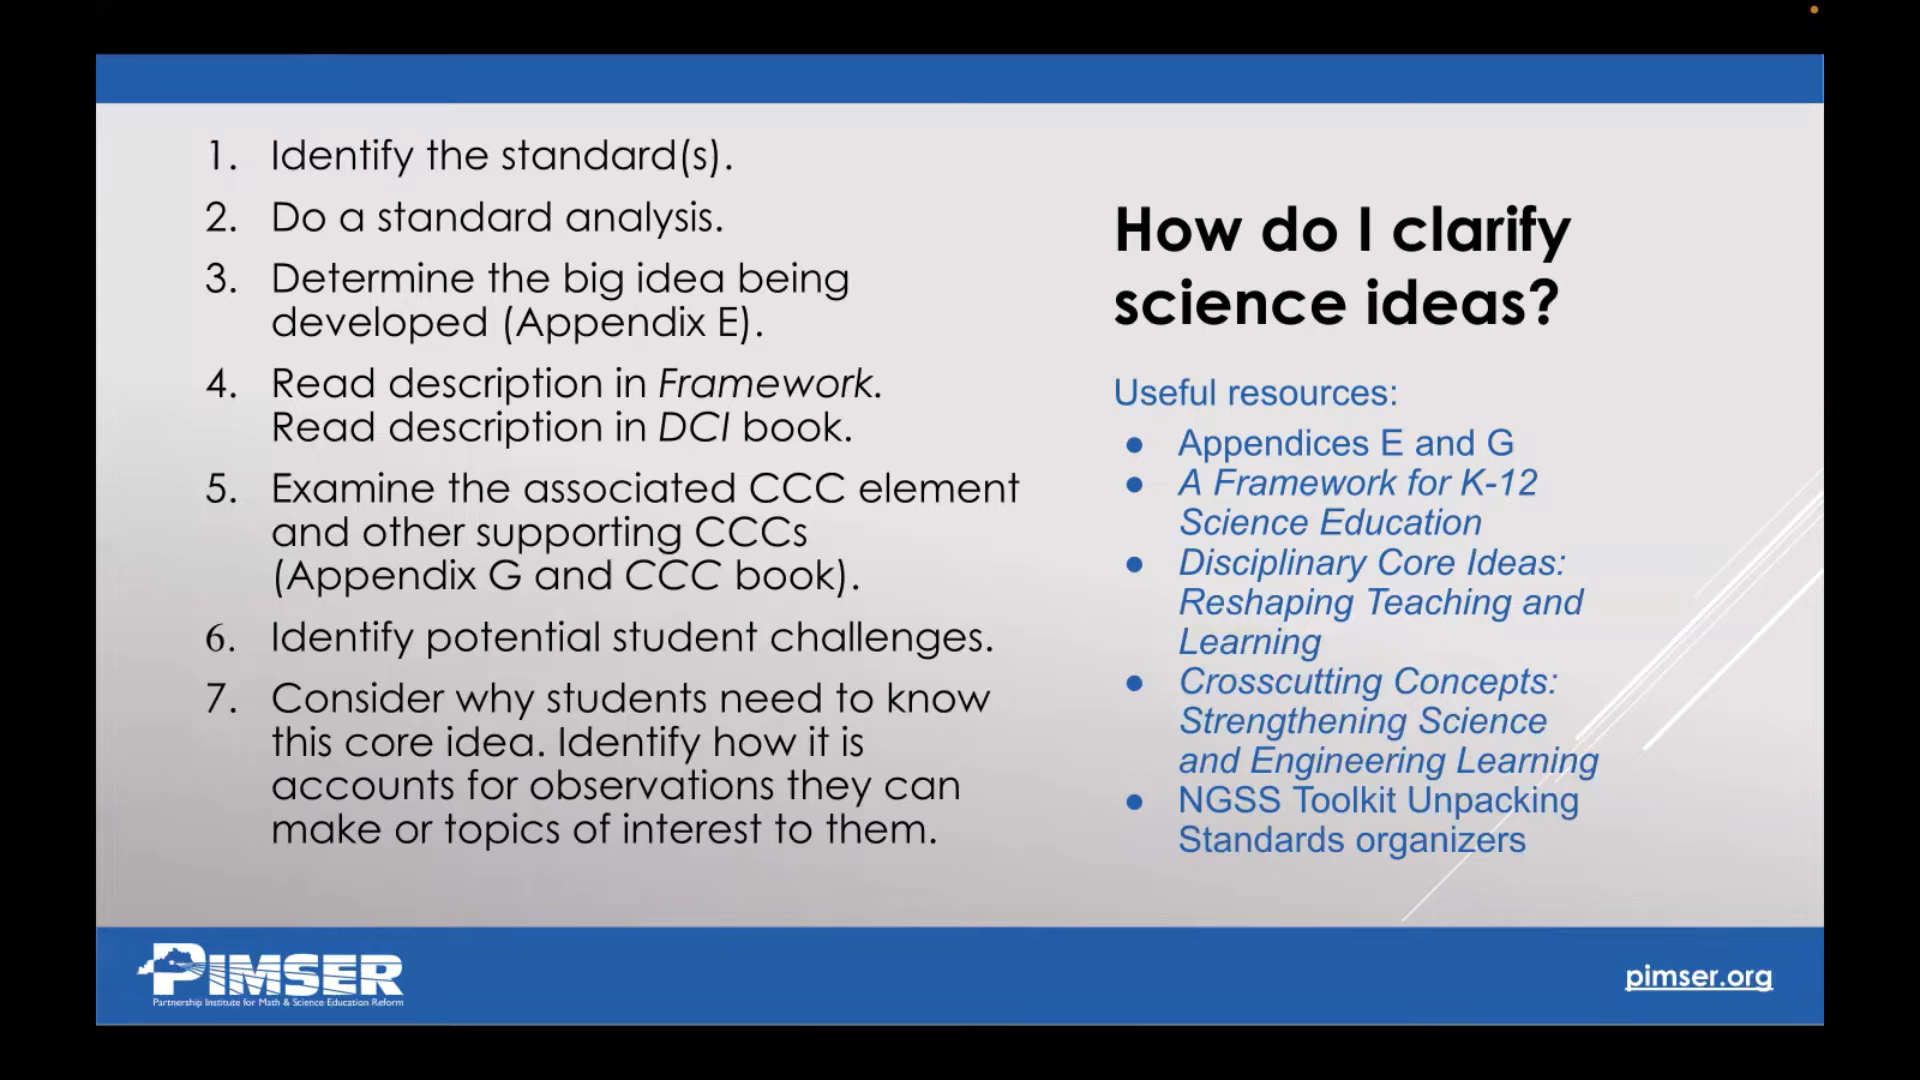 1. Identify the standard(s).
2. Do a standard analysis.
3. Determine the big idea being
developed (Appendix E).
4. Read description in Framework.
Read description in DCI book.
5. Examine the associated CCC element
and other supporting CCCs
(Appendix G and CCC book).
6. Identify potential student challenges.
7. Consider why students need to know
this core idea. Identify how it is
accounts for observations they can
make or topics of interest to them.
How do I clarify
science ideas?
Useful resources:
● Appendices E and G
● A Framework for K-12
Science Education
● Disciplinary Core Ideas:
Reshaping Teaching and
Learning
● Crosscutting Concepts:
Strengthening Science
and Engineering Learning
● NGSS Toolkit Unpacking
Standards organizers
PIMSER
Partnership Institute for Math & Science Education Reform
pimser.org